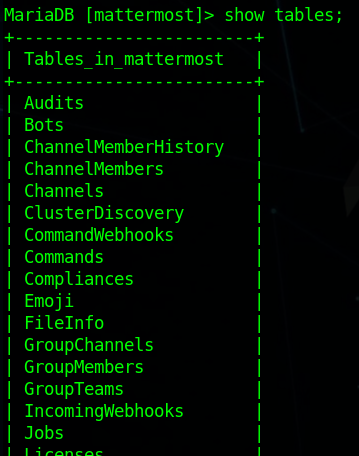 MariaDB [mattermost]> show tables;
+------------------------+
| Tables_in_mattermost   |
+------------------------+
| Audits                 |
| Bots                   |
| ChannelMemberHistory   |
| ChannelMembers         |
| Channels               |
| ClusterDiscovery       |
| CommandWebhooks        |
| Commands               |
| Compliances            |
| Emoji                  |
| FileInfo               |
| GroupChannels          |
| GroupMembers           |
| GroupTeams             |
| IncomingWebhooks       |
| Jobs                   |
| Licenses               |